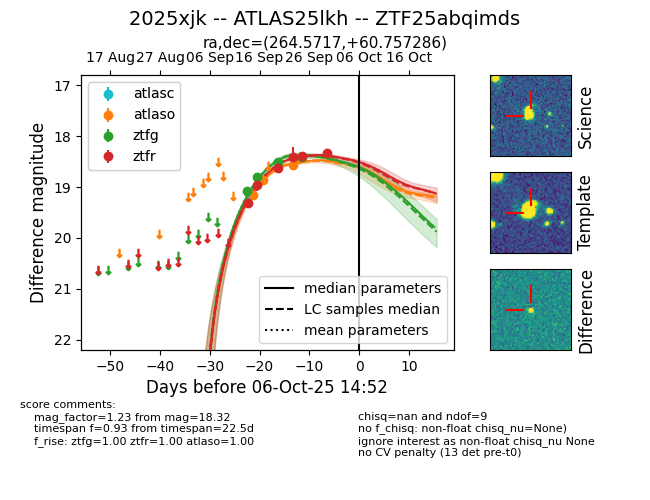 2025xjk -- ATLAS25lkh -- ZTF25abqimds
ra,dec=(264.5717,+60.757286)
17 Aug 27 Aug 06 Sep 16 Sep 26 Sep 06 Oct 16 Oct
17
18
19
20
21
22
Difference magnitude
atlasc
atlaso
ztfg
ztfr
median parameters
LC samples median
mean parameters
−50 −40 −30 −20 −10 0 10
Days before 06-Oct-25 14:52
Science
Template
Difference
score comments:
mag_factor=1.23 from mag=18.32
timespan f=0.93 from timespan=22.5d
f_rise: ztfg=1.00 ztfr=1.00 atlaso=1.00
chisq=nan and ndof=9
no f_chisq: non-float chisq_nu=None)
ignore interest as non-float chisq_nu None
no CV penalty (13 det pre-t0)